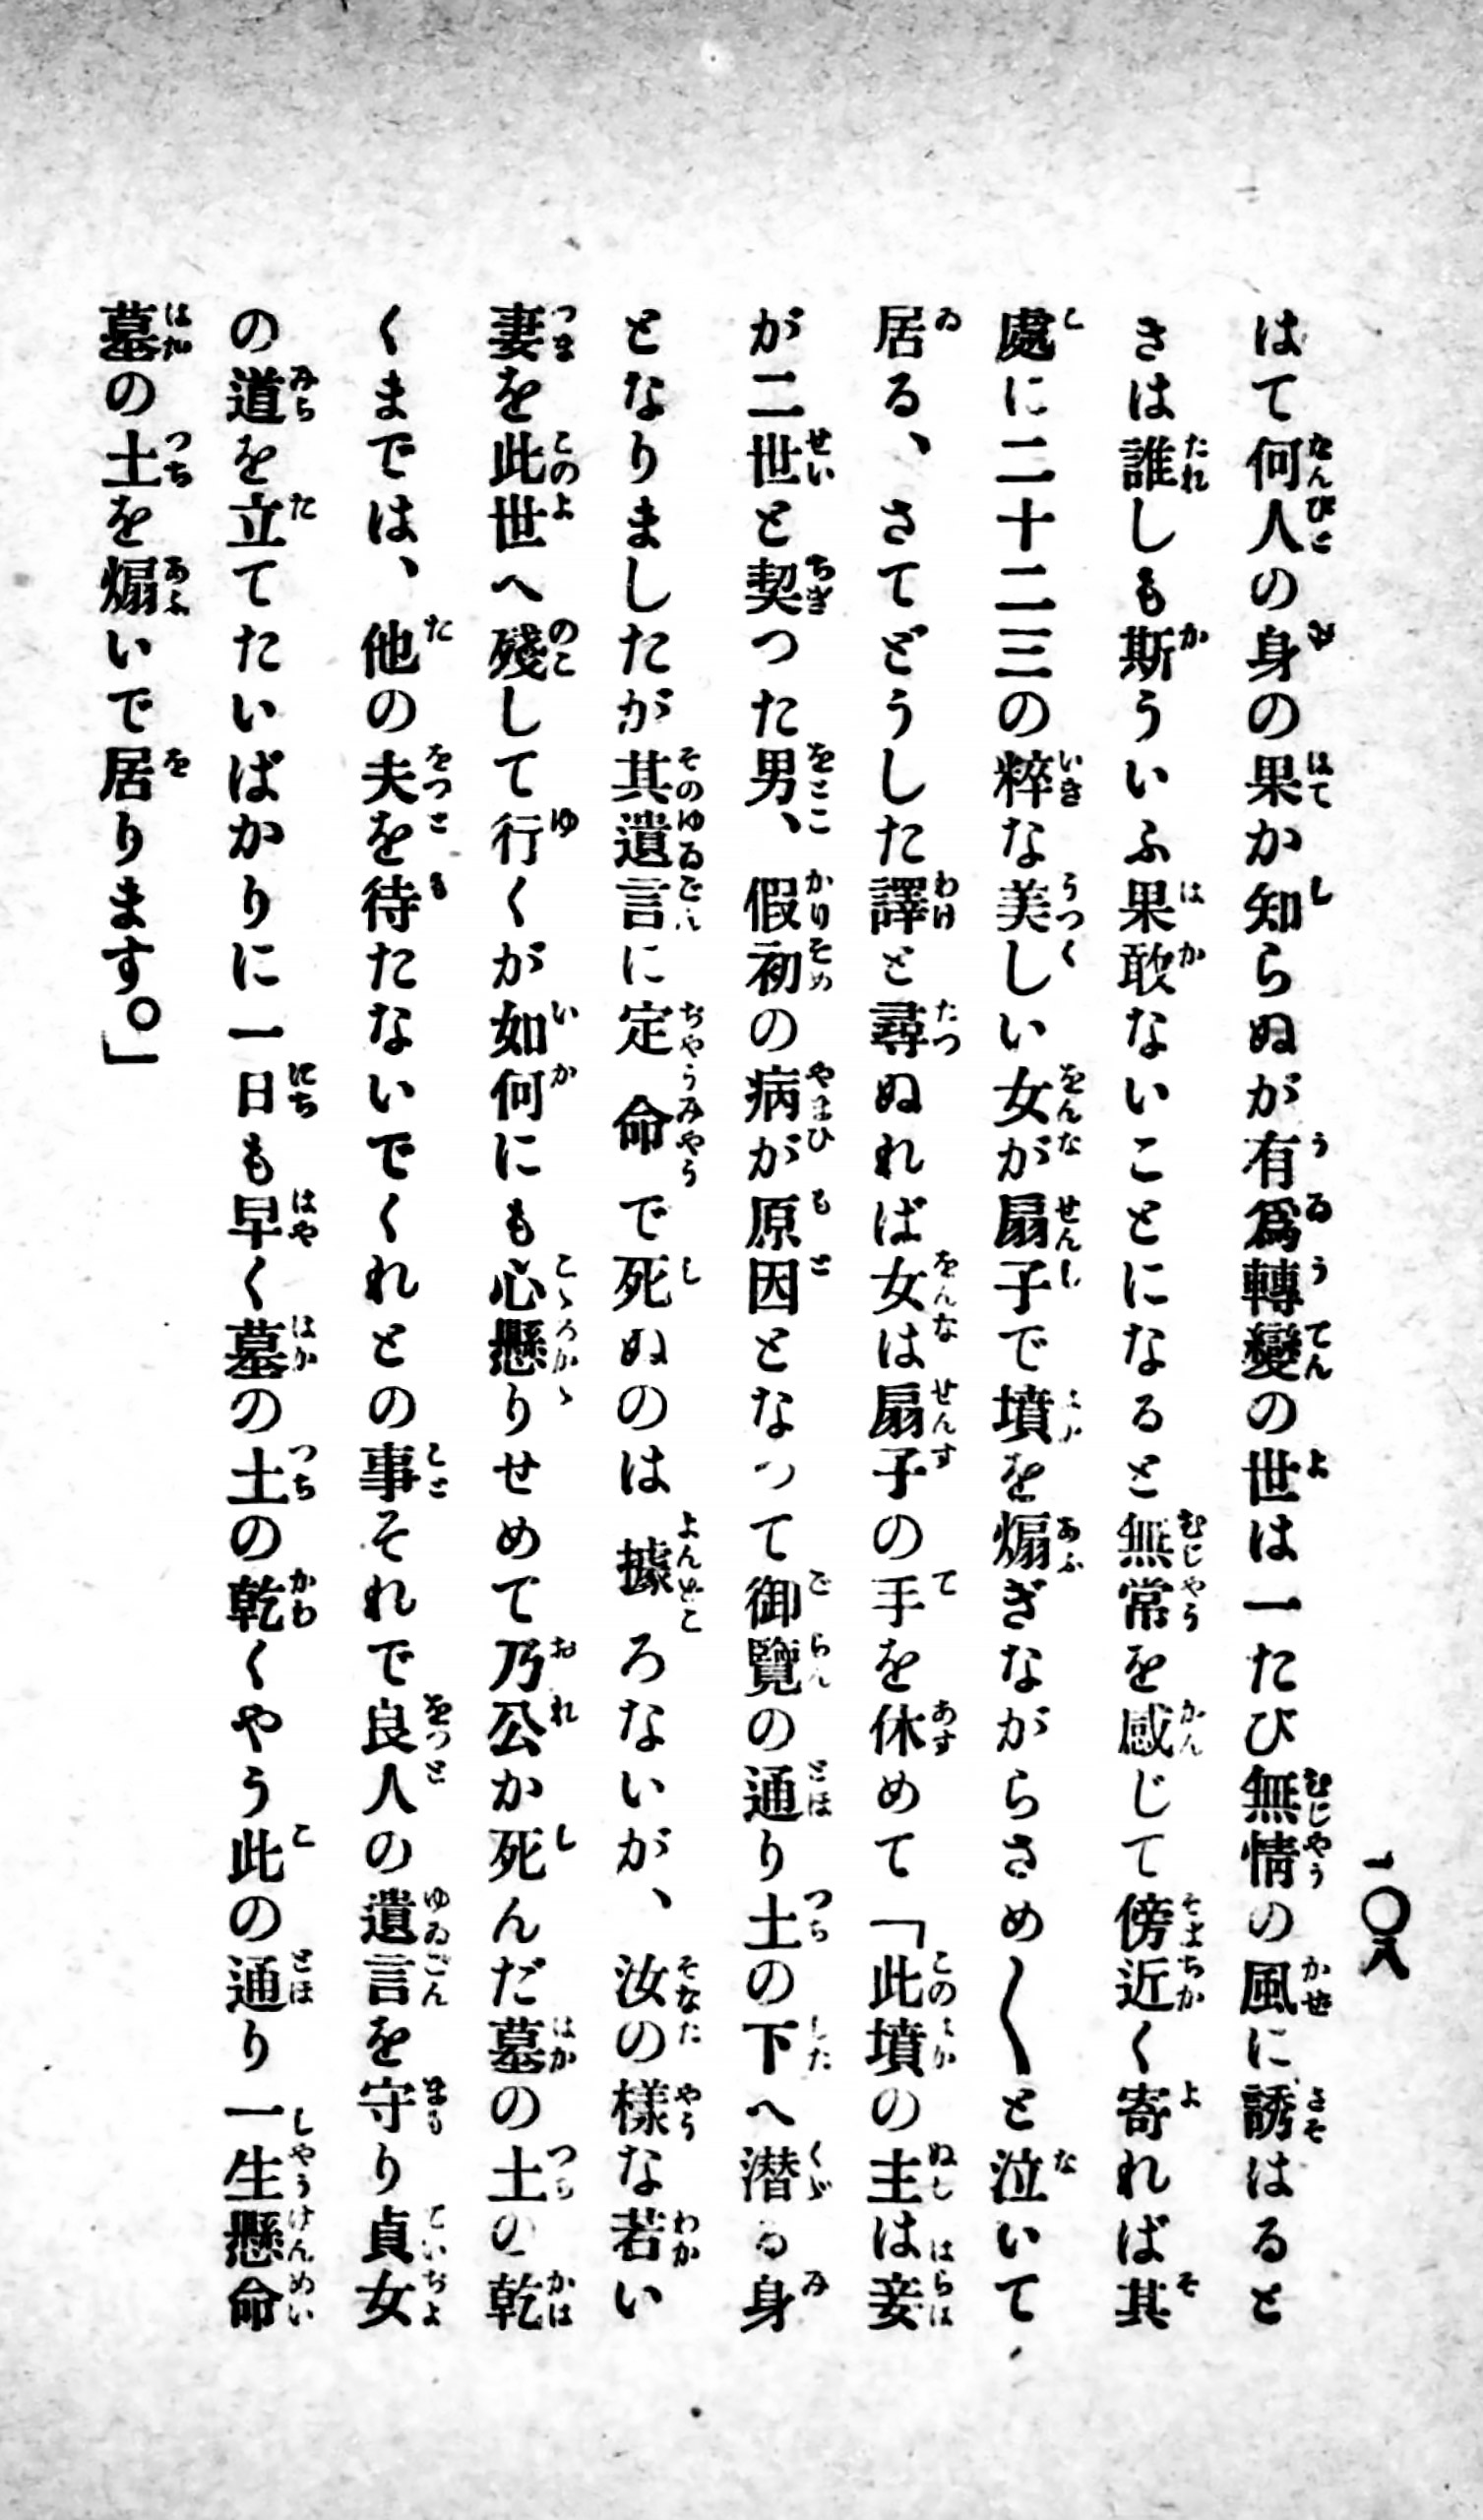 一〇八
はて何人の身の果か知らぬが有爲轉變の世は一たび無情の風に誘はると
きは誰しも斯ういふ果敢ないことになると無常を感じて傍近く寄れば其
處に二十二三の粹な美しい女が扇子で墳を煽ぎながらさめ〱と泣いて
居る、さてどうした譯と尋ぬれば女は扇子の手を休めて「此墳の主は妾
が二世と契つた男、假初の病が原因となつて御覽の通り土の下へ潜る身
となりましたが其遺言に定命で死ぬのは據ろないが、汝の樣な若い
妻を此世へ殘して行くが如何にも心懸りせめて乃公か死んだ墓の土の乾
くまでは、他の夫を待たないでくれとの事それで良人の遺言を守り貞女
の道を立てたいばかりに一日も早く墓の土の乾くやう此の通り一生懸命
墓の土を煽いで居ります。」